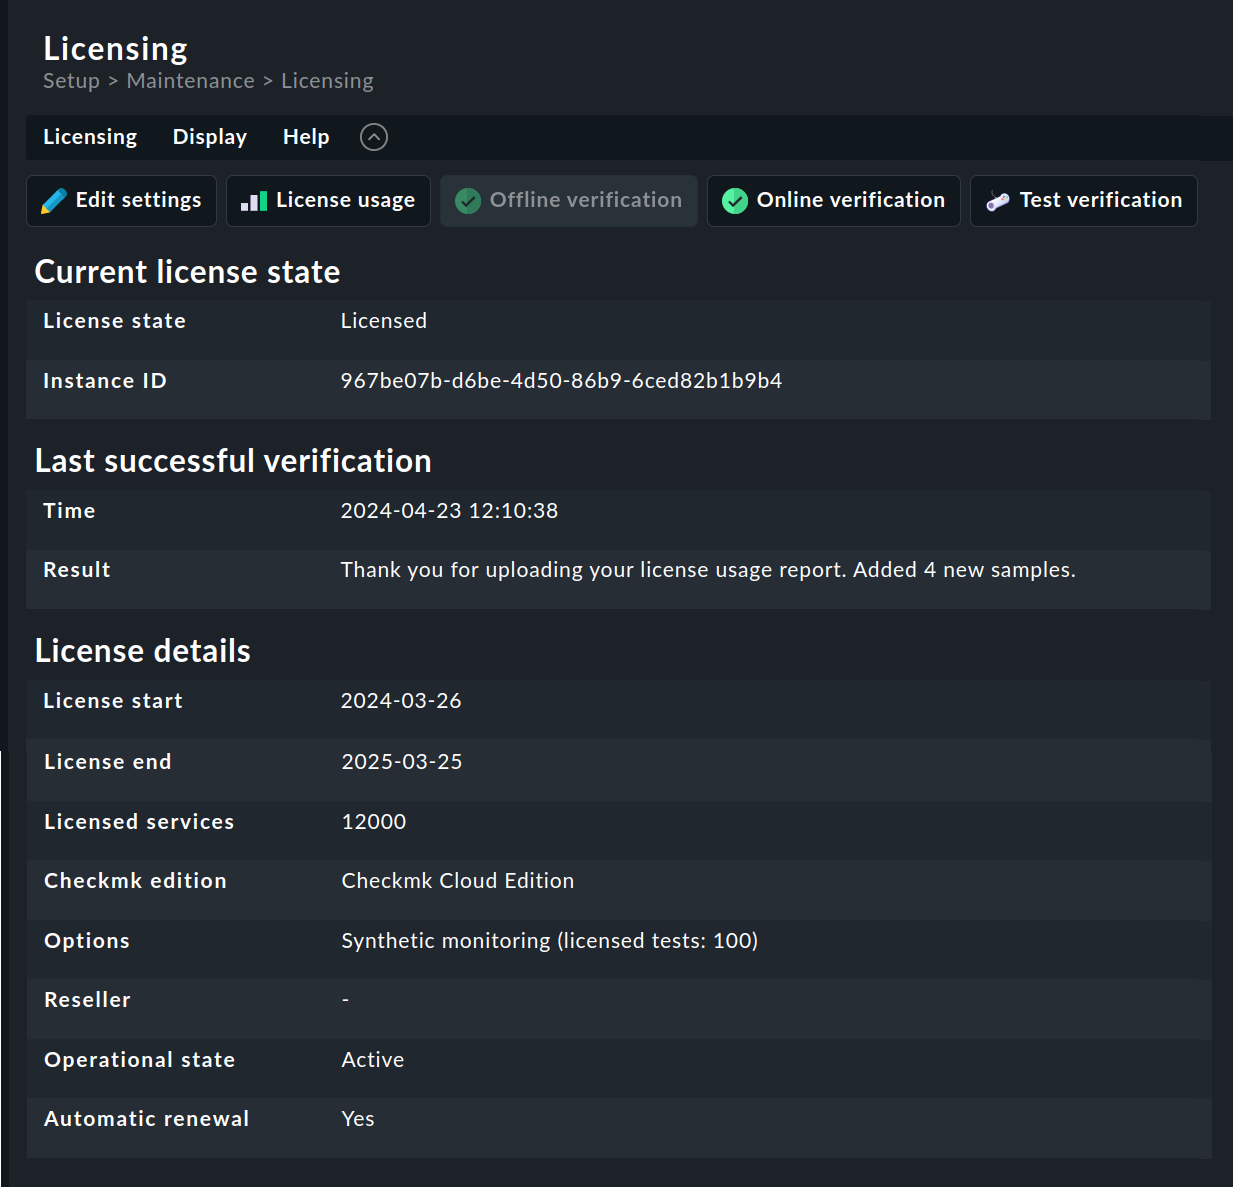 Licensing
Setup > Maintenance > Licensing
Licensing Display Help
Edit settings License usage Offline verification Online verification Test verification
Current license state
License state Licensed
Instance ID 967be07b-d6be-4d50-86b9-6ced82b1b9b4
Last successful verification
Time 2024-04-23 12:10:38
Result Thank you for uploading your license usage report. Added 4 new samples.
License details
License start 2024-03-26
License end 2025-03-25
Licensed services 12000
Checkmk edition Checkmk Cloud Edition
Options Synthetic monitoring (licensed tests: 100)
Reseller -
Operational state Active
Automatic renewal Yes